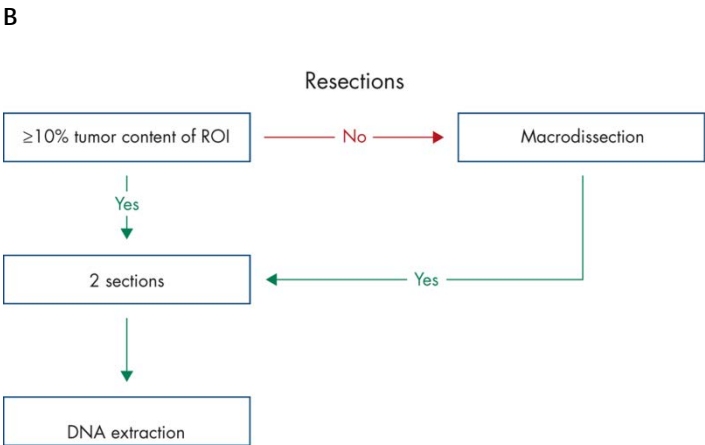 B
Resections
≥10% tumor content of ROI
No
Macrodissection
Yes
2 sections
Yes
DNA extraction